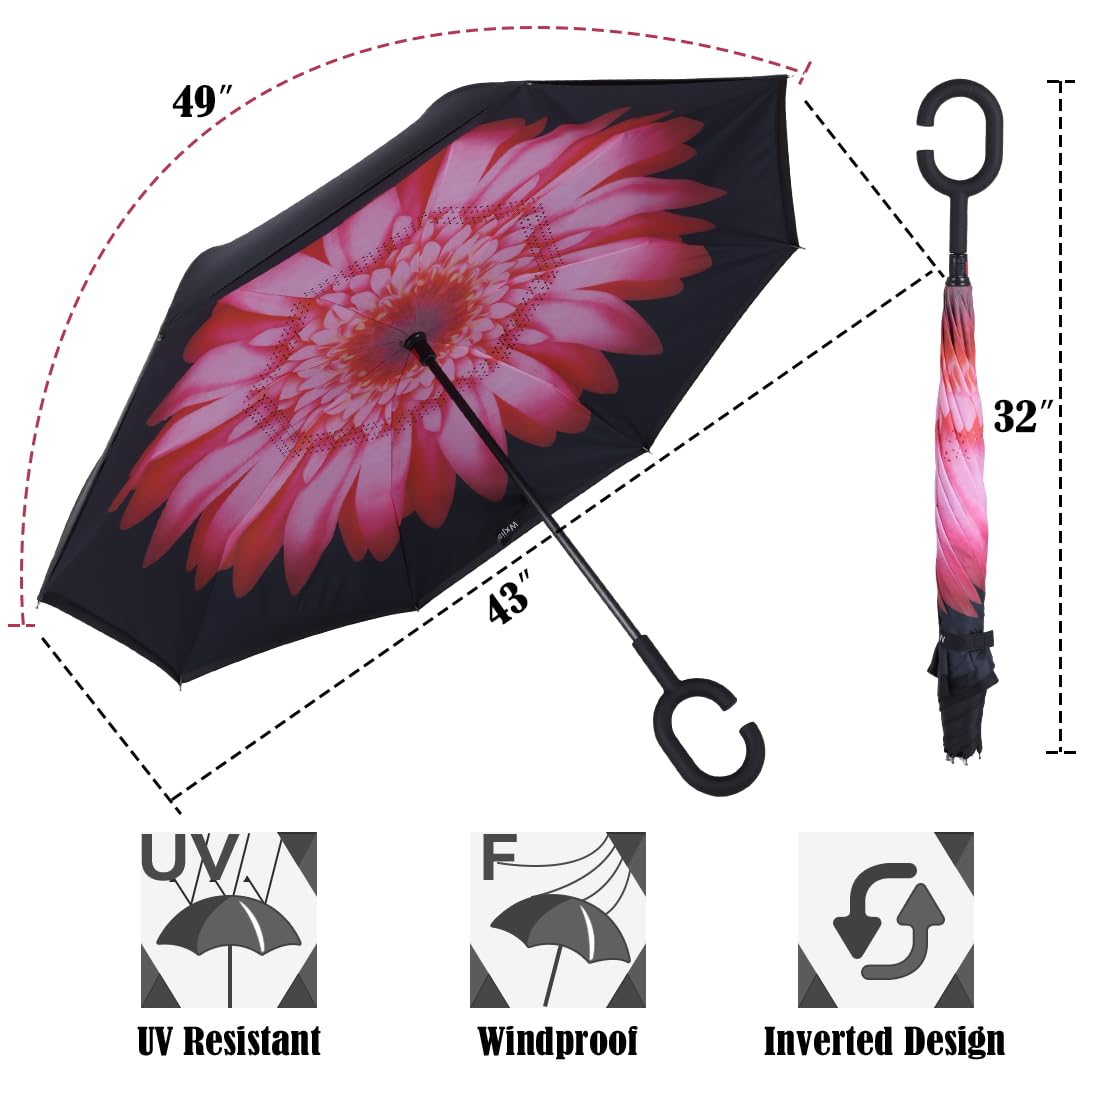 49″
32″
43″
UV
F
UV Resistant
Windproof
Inverted Design